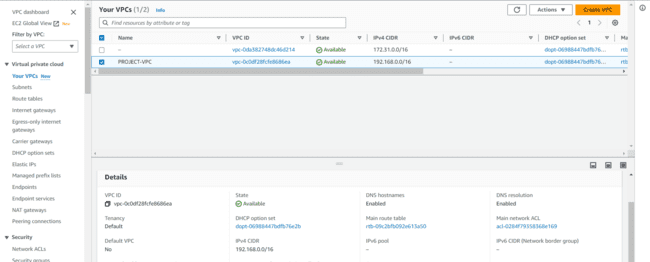 VPC dashboard
EC2 Global View New
Filter by VPC:
Select a VPC
Virtual private cloud
Your VPCs New
Subnets
Route tables
Internet gateways
Egress-only internet gateways
Carrier gateways
DHCP option sets
Elastic IPs
Managed prefix lists
Endpoints
Endpoint services
NAT gateways
Peering connections
Security
Network ACLs
Security groups
Your VPCs (1/2) Info
Actions
Create VPC
Find resources by attribute or tag
1
Name VPC ID State IPv4 CIDR IPv6 CIDR DHCP option set Ma
– vpc-0da382748dc46d214 Available 172.31.0.0/16 – dopt-06988447bdfb76... rtb
PROJECT-VPC vpc-0c0df28fcfe8686ea Available 192.168.0.0/16 – dopt-06988447bdfb76... rtb
Details
VPC ID
vpc-0c0df28fcfe8686ea
State
Available
DNS hostnames
Enabled
DNS resolution
Enabled
Tenancy
Default
DHCP option set
dopt-06988447bdfb76e2b
Main route table
rtb-09c2bfb092e615a50
Main network ACL
acl-0284f79358368e169
Default VPC
No
IPv4 CIDR
192.168.0.0/16
IPv6 pool
–
IPv6 CIDR (Network border group)
–